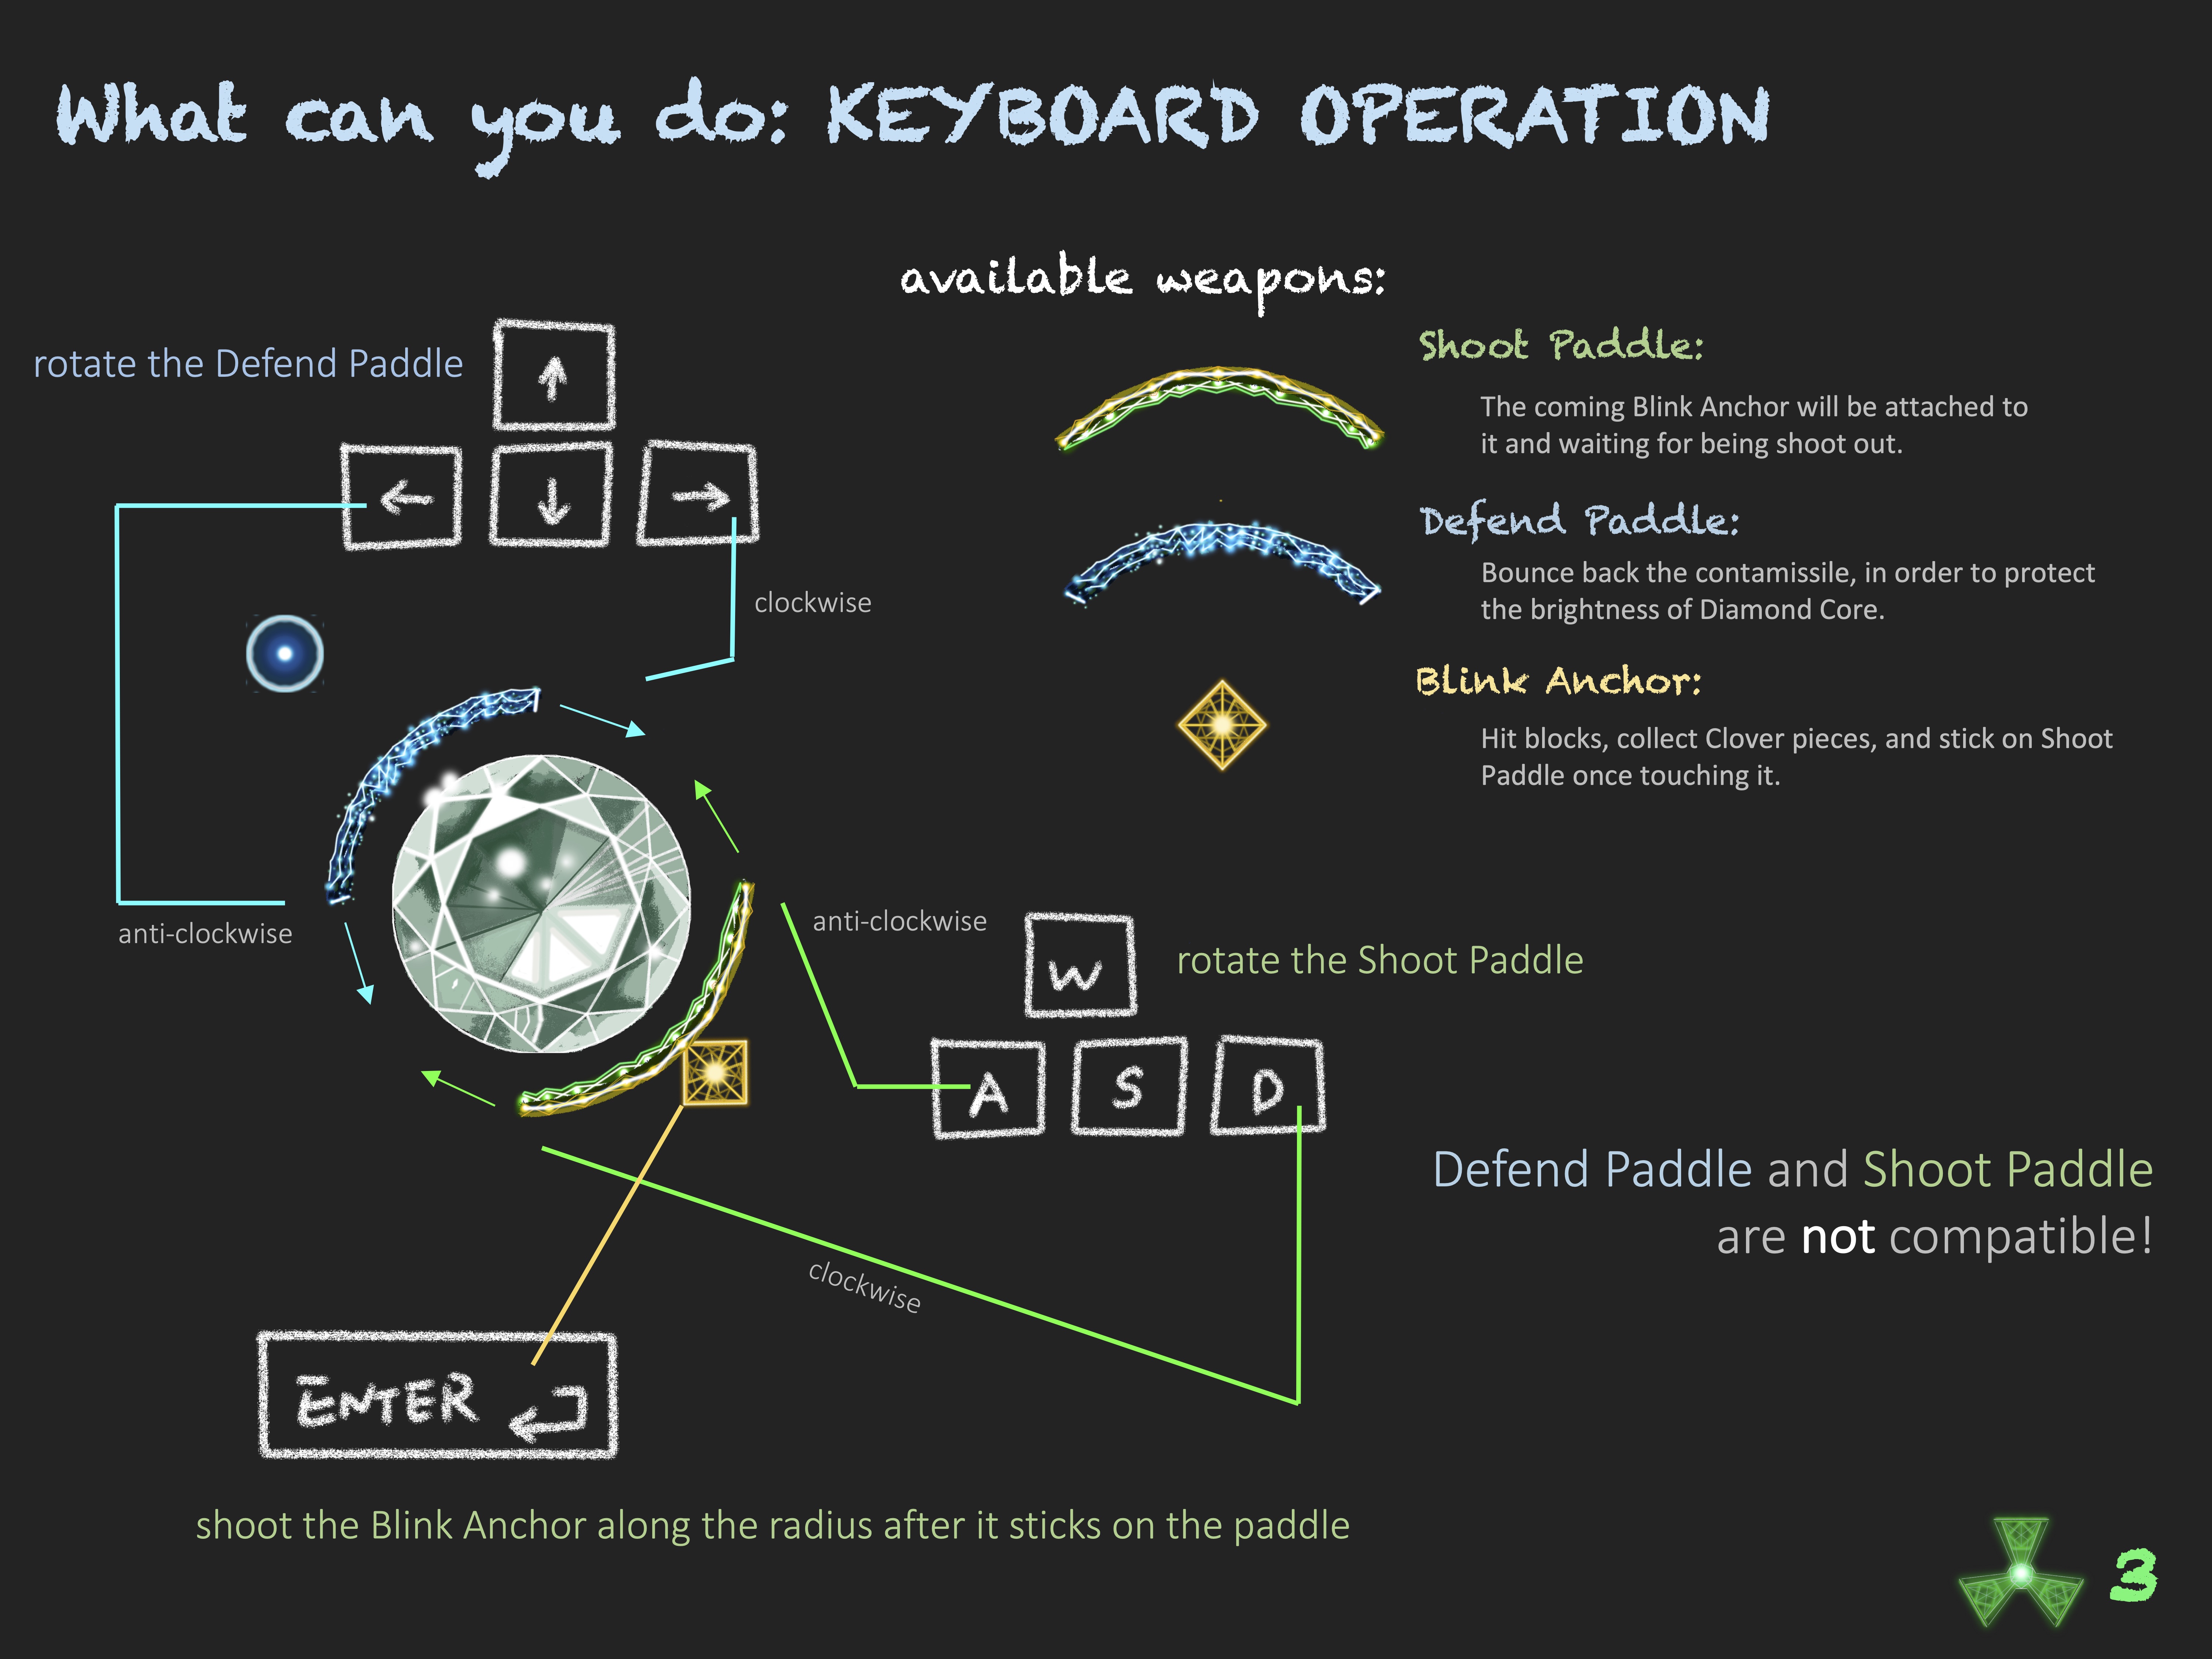 What can you do: KEYBOARD OPERATION
available weapons:
rotate the Defend Paddle
↑
← ↓ →
clockwise
anti-clockwise
Shoot Paddle:
The coming Blink Anchor will be attached to
it and waiting for being shoot out.
Defend Paddle:
Bounce back the contamissile, in order to protect
the brightness of Diamond Core.
Blink Anchor:
Hit blocks, collect Clover pieces, and stick on Shoot
Paddle once touching it.
anti-clockwise
W
rotate the Shoot Paddle
A S D
clockwise
Defend Paddle and Shoot Paddle
are not compatible!
ENTER
shoot the Blink Anchor along the radius after it sticks on the paddle
3